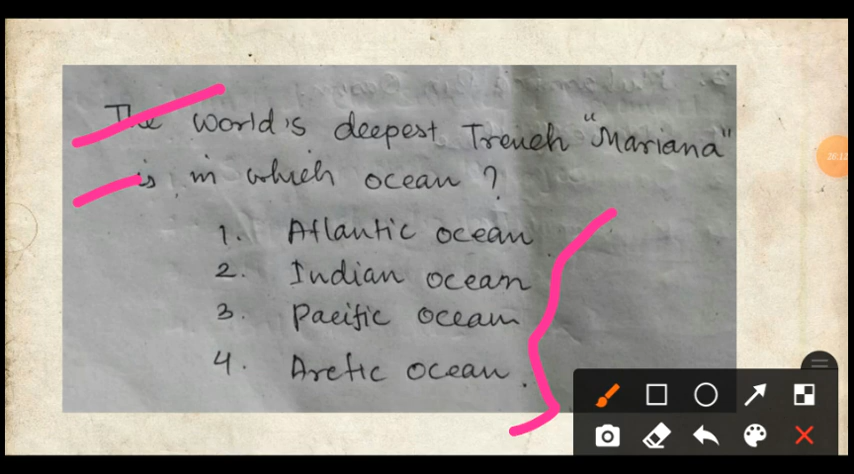 The world's deepest Trench "Mariana"
is in which ocean ?
1. Atlantic ocean
2. Indian ocean
3. Pacific ocean
4. Arctic ocean.